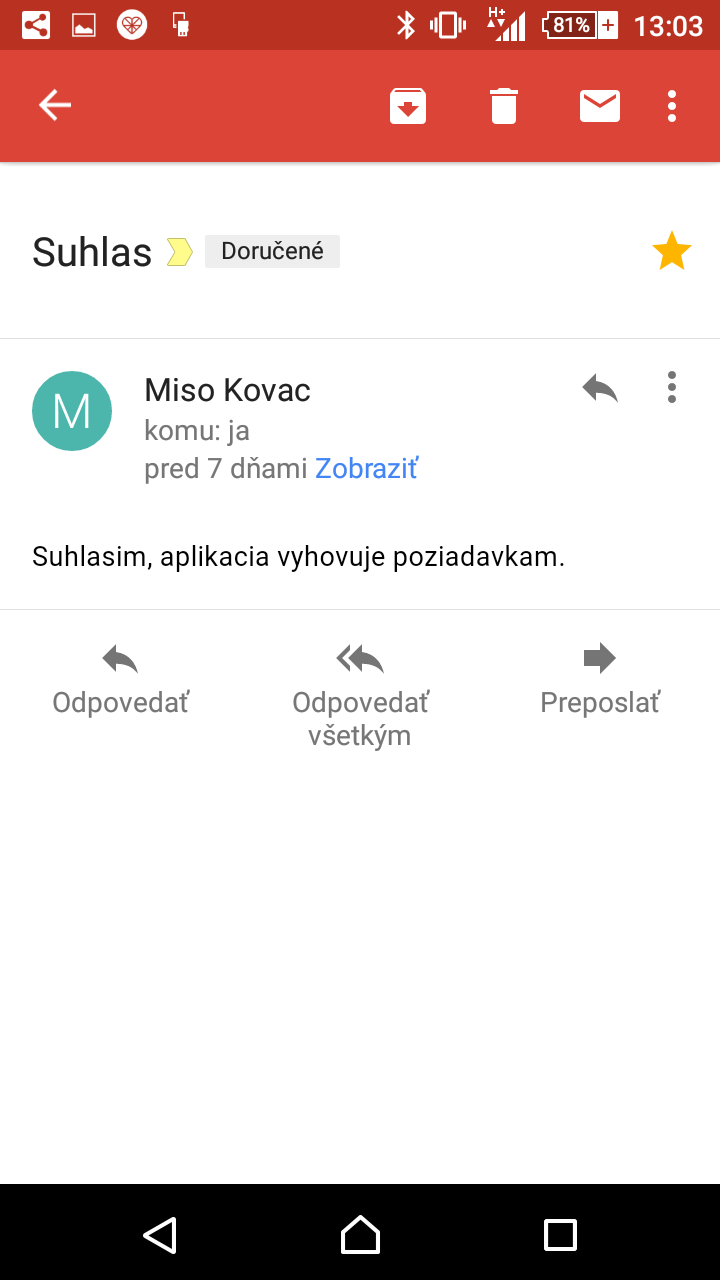 H+
81%
13:03
Suhlas
Doručené
M
Miso Kovac
komu: ja
pred 7 dňami Zobraziť
Suhlasim, aplikacia vyhovuje poziadavkam.
Odpovedať
Odpovedať
všetkým
Preposlať